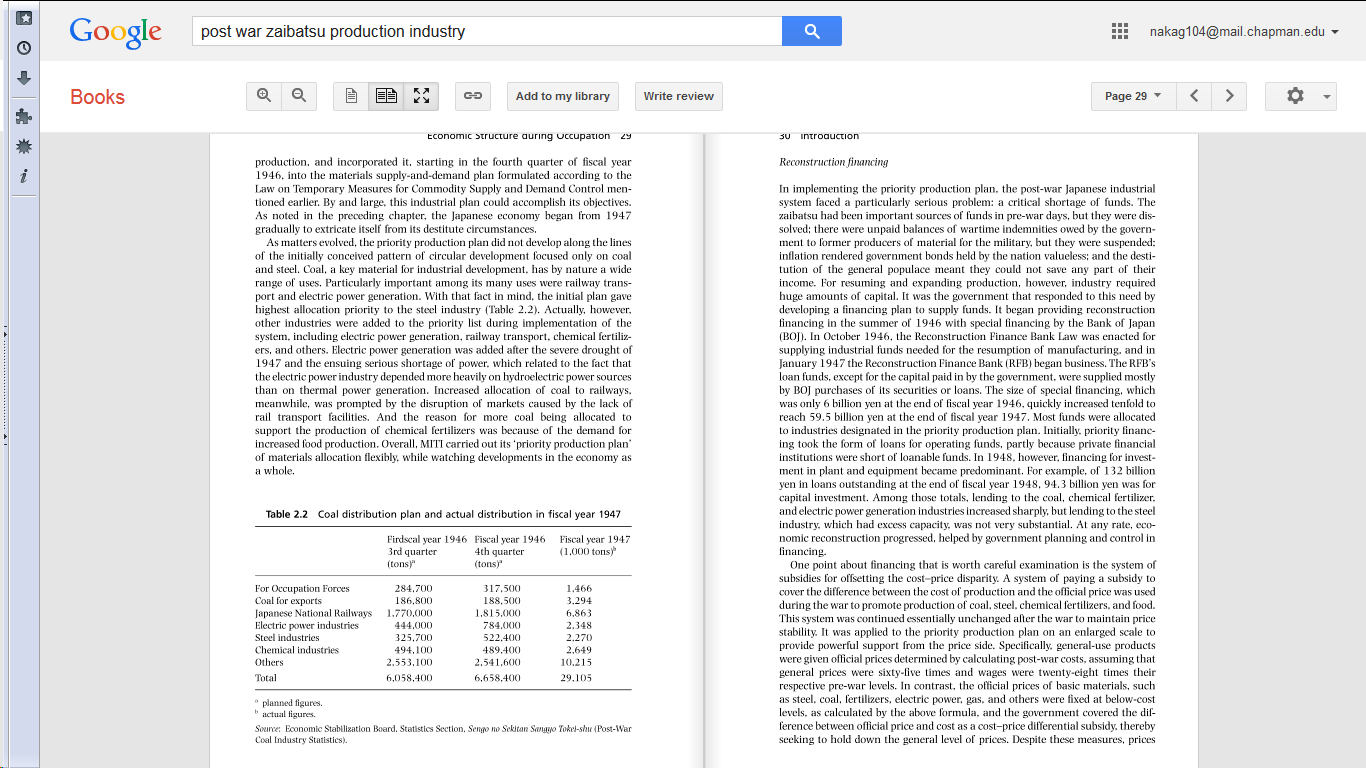 Google
post war zaibatsu production industry
nakag104@mail.chapman.edu
Books
Add to my library
Write review
Page 29
Economic Structure during Occupation 29
production, and incorporated it, starting in the fourth quarter of fiscal year
1946, into the materials supply-and-demand plan formulated according to the
Law on Temporary Measures for Commodity Supply and Demand Control men-
tioned earlier. By and large, this industrial plan could accomplish its objectives.
As noted in the preceding chapter, the Japanese economy began from 1947
gradually to extricate itself from its destitute circumstances.
As matters evolved, the priority production plan did not develop along the lines
of the initially conceived pattern of circular development focused only on coal
and steel. Coal, a key material for industrial development, has by nature a wide
range of uses. Particularly important among its many uses were railway trans-
port and electric power generation. With that fact in mind, the initial plan gave
highest allocation priority to the steel industry (Table 2.2). Actually, however,
other industries were added to the priority list during implementation of the
system, including electric power generation, railway transport, chemical fertiliz-
ers, and others. Electric power generation was added after the severe drought of
1947 and the ensuing serious shortage of power, which related to the fact that
the electric power industry depended more heavily on hydroelectric power sources
than on thermal power generation. Increased allocation of coal to railways,
meanwhile, was prompted by the disruption of markets caused by the lack of
rail transport facilities. And the reason for more coal being allocated to
support the production of chemical fertilizers was because of the demand for
increased food production. Overall, MITI carried out its 'priority production plan'
of materials allocation flexibly, while watching developments in the economy as
a whole.
Table 2.2 Coal distribution plan and actual distribution in fiscal year 1947
Firdscal year 1946 Fiscal year 1946 Fiscal year 1947
3rd quarter 4th quarter (1,000 tons)b
(tons)a (tons)a
For Occupation Forces 284,700 317,500 1,466
Coal for exports 186,800 188,500 3,294
Japanese National Railways 1,770,000 1,815,000 6,863
Electric power industries 444,000 784,000 2,348
Steel industries 325,700 522,400 2,270
Chemical industries 494,100 489,400 2,649
Others 2,553,100 2,541,600 10,215
Total 6,058,400 6,658,400 29,105
a planned figures.
b actual figures.
Source: Economic Stabilization Board, Statistics Section, Sengo no Sekitan Sangyo Tokei-shu (Post-War
Coal Industry Statistics).
30 Introduction
Reconstruction financing
In implementing the priority production plan, the post-war Japanese industrial
system faced a particularly serious problem: a critical shortage of funds. The
zaibatsu had been important sources of funds in pre-war days, but they were dis-
solved; there were unpaid balances of wartime indemnities owed by the govern-
ment to former producers of material for the military, but they were suspended;
inflation rendered government bonds held by the nation valueless; and the desti-
tution of the general populace meant they could not save any part of their
income. For resuming and expanding production, however, industry required
huge amounts of capital. It was the government that responded to this need by
developing a financing plan to supply funds. It began providing reconstruction
financing in the summer of 1946 with special financing by the Bank of Japan
(BOJ). In October 1946, the Reconstruction Finance Bank Law was enacted for
supplying industrial funds needed for the resumption of manufacturing, and in
January 1947 the Reconstruction Finance Bank (RFB) began business. The RFB's
loan funds, except for the capital paid in by the government, were supplied mostly
by BOJ purchases of its securities or loans. The size of special financing, which
was only 6 billion yen at the end of fiscal year 1946, quickly increased tenfold to
reach 59.5 billion yen at the end of fiscal year 1947. Most funds were allocated
to industries designated in the priority production plan. Initially, priority financ-
ing took the form of loans for operating funds, partly because private financial
institutions were short of loanable funds. In 1948, however, financing for invest-
ment in plant and equipment became predominant. For example, of 132 billion
yen in loans outstanding at the end of fiscal year 1948, 94.3 billion yen was for
capital investment. Among those totals, lending to the coal, chemical fertilizer,
and electric power generation industries increased sharply, but lending to the steel
industry, which had excess capacity, was not very substantial. At any rate, eco-
nomic reconstruction progressed, helped by government planning and control in
financing.
One point about financing that is worth careful examination is the system of
subsidies for offsetting the cost–price disparity. A system of paying a subsidy to
cover the difference between the cost of production and the official price was used
during the war to promote production of coal, steel, chemical fertilizers, and food.
This system was continued essentially unchanged after the war to maintain price
stability. It was applied to the priority production plan on an enlarged scale to
provide powerful support from the price side. Specifically, general-use products
were given official prices determined by calculating post-war costs, assuming that
general prices were sixty-five times and wages were twenty-eight times their
respective pre-war levels. In contrast, the official prices of basic materials, such
as steel, coal, fertilizers, electric power, gas, and others were fixed at below-cost
levels, as calculated by the above formula, and the government covered the dif-
ference between official price and cost as a cost–price differential subsidy, thereby
seeking to hold down the general level of prices. Despite these measures, prices